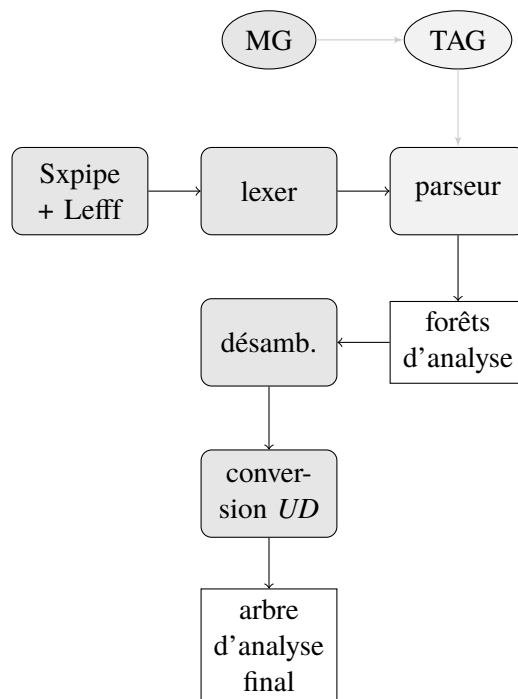 MG
TAG
Sxpipe
+ Lefff
lexer
parseur
forêts
d'analyse
désamb.
conver-
sion UD
arbre
d'analyse
final